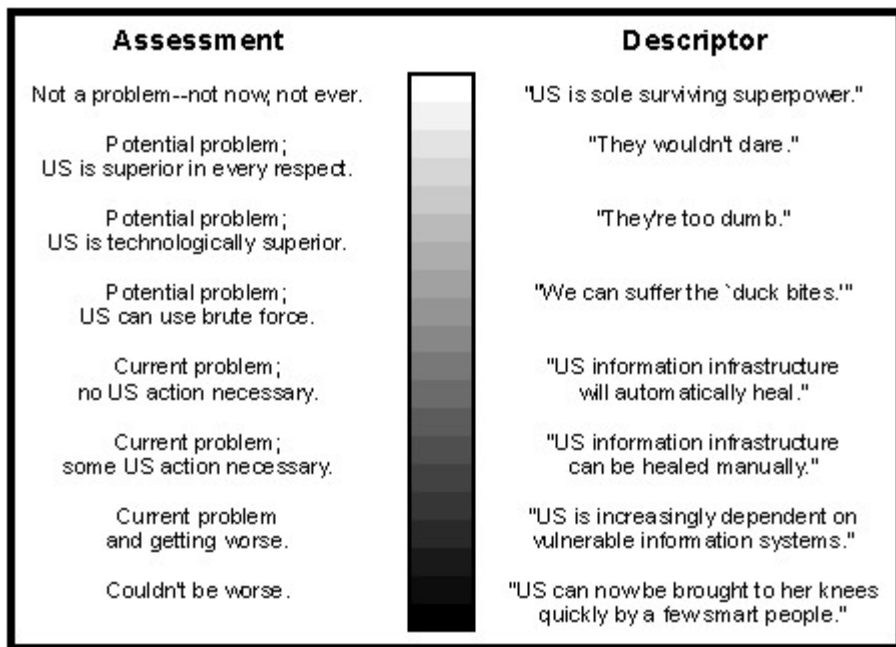 Assessment
Descriptor
Not a problem--not now, not ever.
"US is sole surviving superpower."
Potential problem;
US is superior in every respect.
"They wouldn't dare."
Potential problem;
US is technologically superior.
"They're too dumb."
Potential problem;
US can use brute force.
"We can suffer the `duck bites.'"
Current problem;
no US action necessary.
"US information infrastructure
will automatically heal."
Current problem;
some US action necessary.
"US information infrastructure
can be healed manually."
Current problem
and getting worse.
"US is increasingly dependent on
vulnerable information systems."
Couldn't be worse.
"US can now be brought to her knees
quickly by a few smart people."